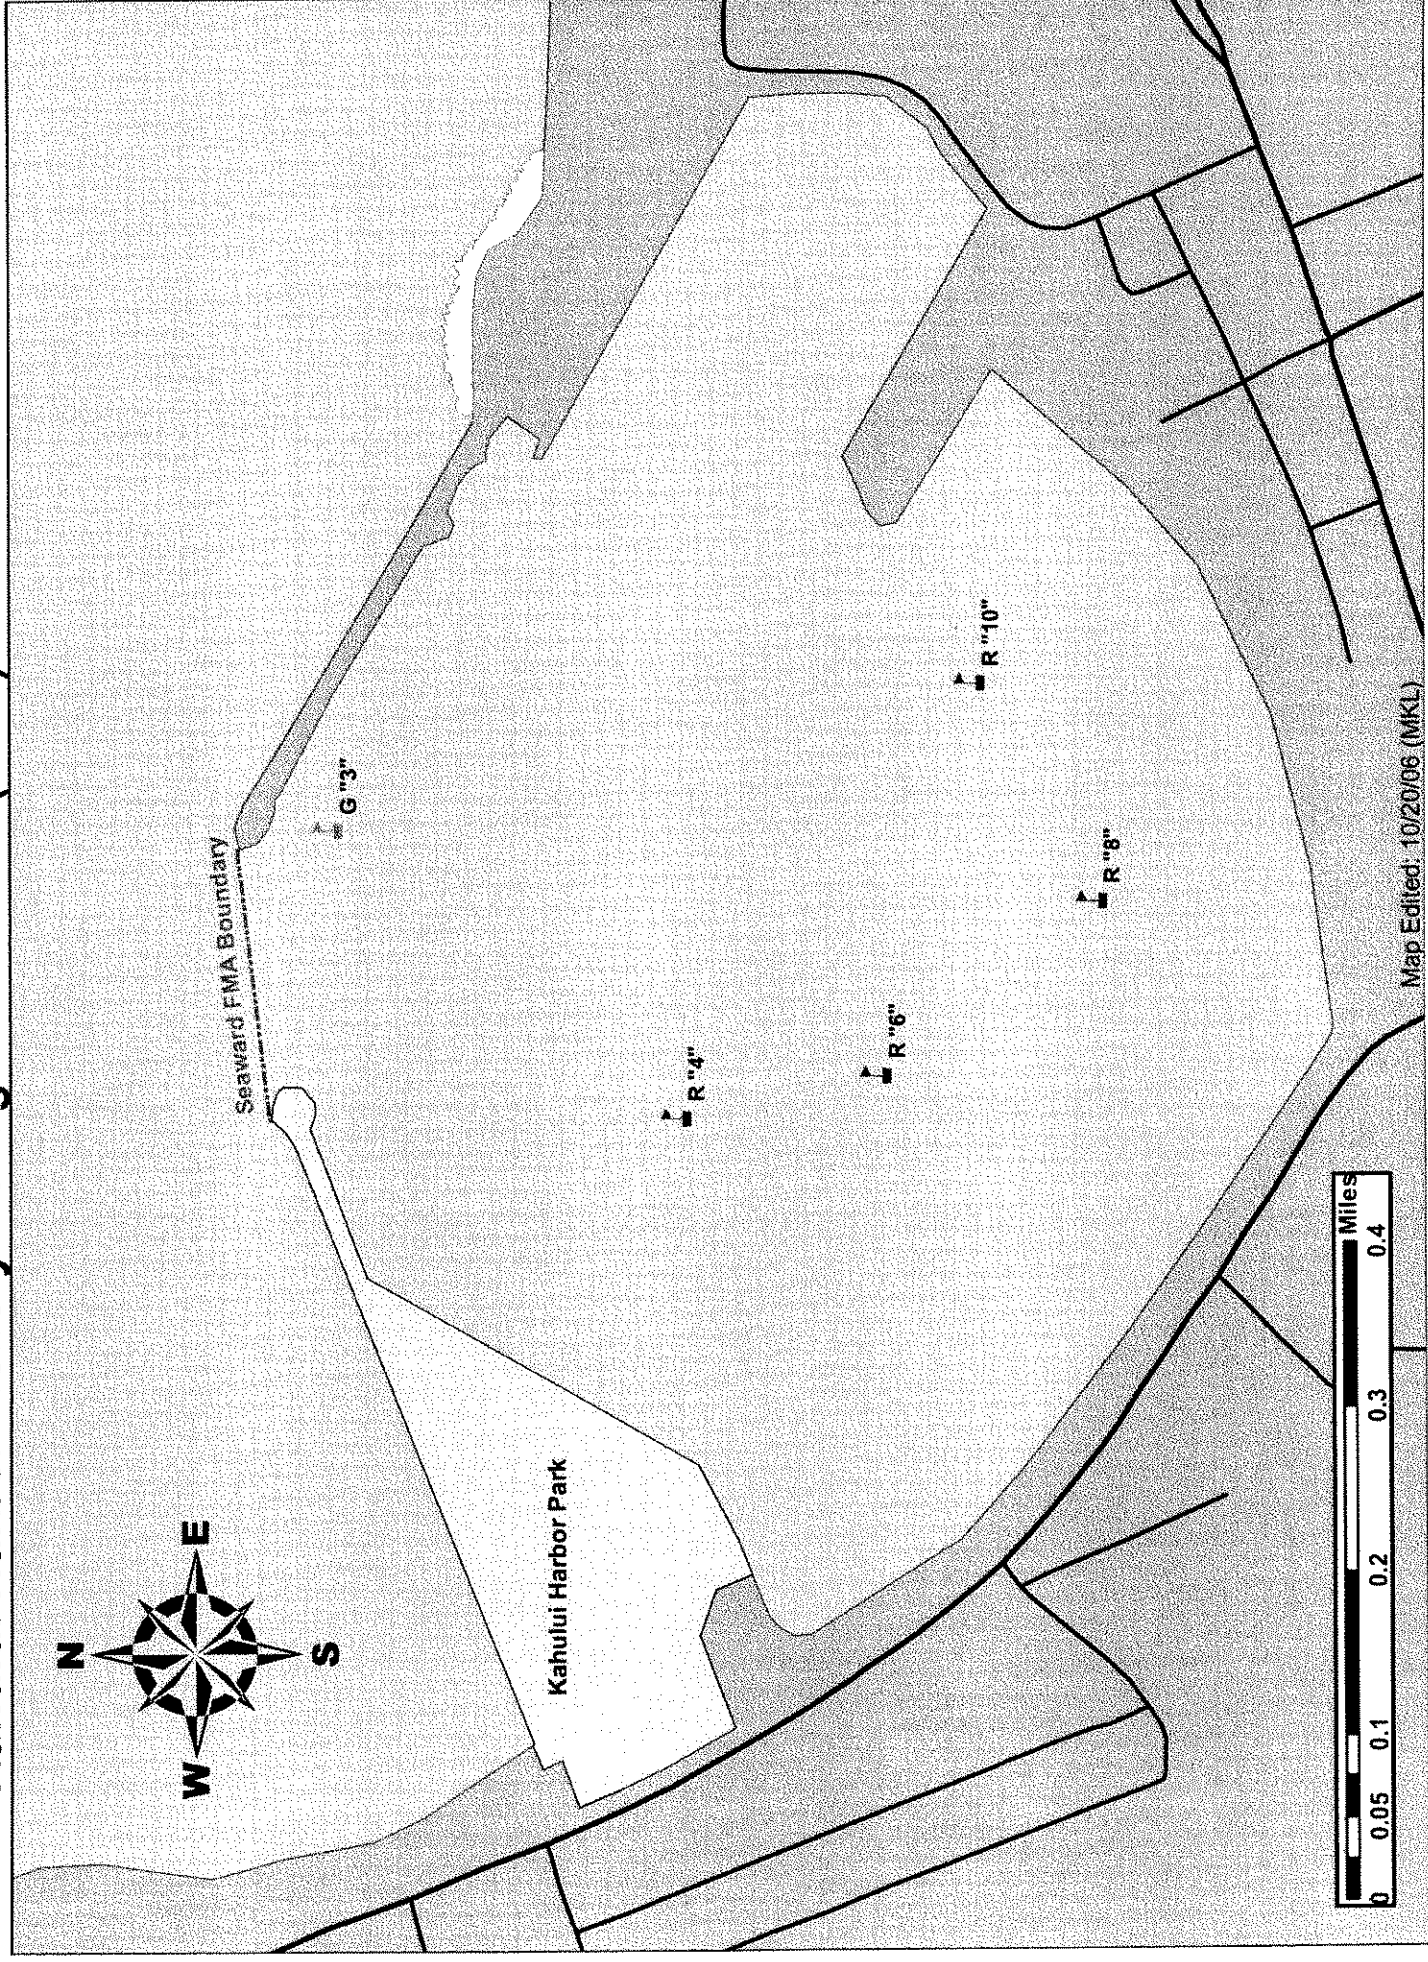 N
W
E
S
Seaward FMA Boundary
G "3"
R "4"
R "6"
R "8"
R "10"
Kahului Harbor Park
Miles
0 0.05 0.1 0.2 0.3 0.4
Map Edited: 10/20/06 (MKL)